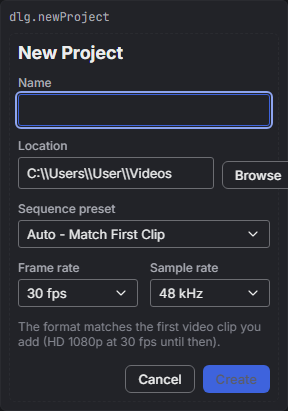 dlg.newProject
New Project
Name
Location
C:\\Users\\User\\Videos
Browse
Sequence preset
Auto - Match First Clip
Frame rate
Sample rate
30 fps
48 kHz
The format matches the first video clip you
add (HD 1080p at 30 fps until then).
Cancel
Create